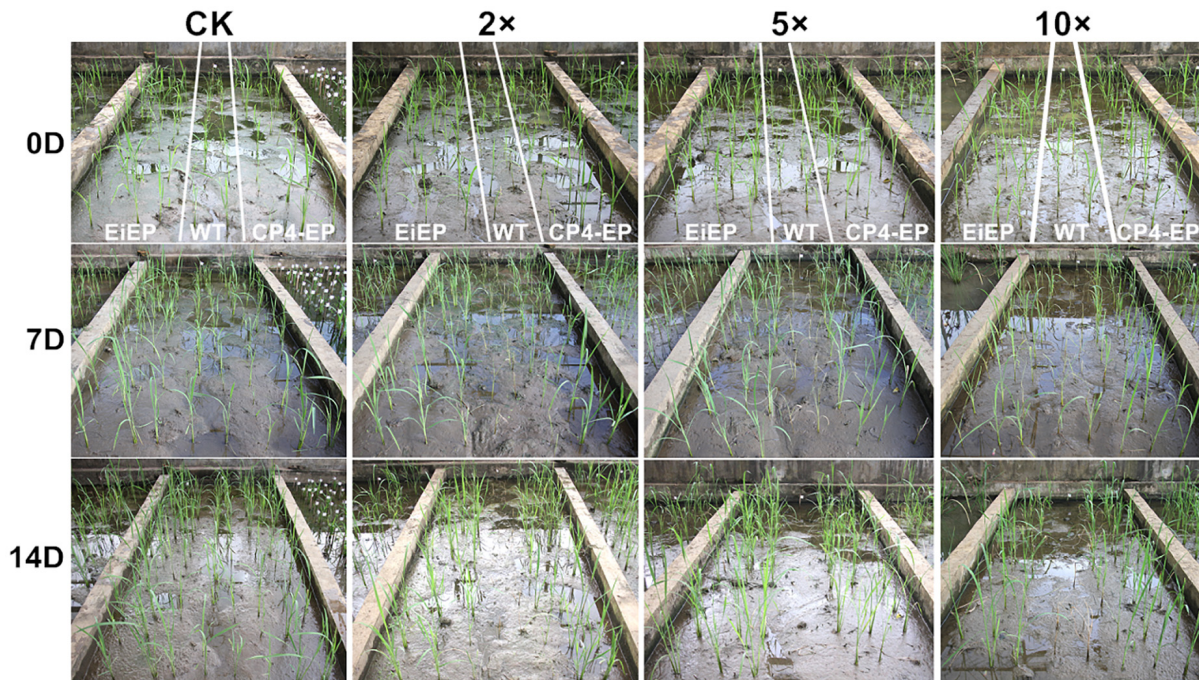 CK 2× 5× 10×
0D
EiEP WT CP4-EP EiEP WT CP4-EP EiEP WT CP4-EP EiEP WT CP4-EP
7D
14D